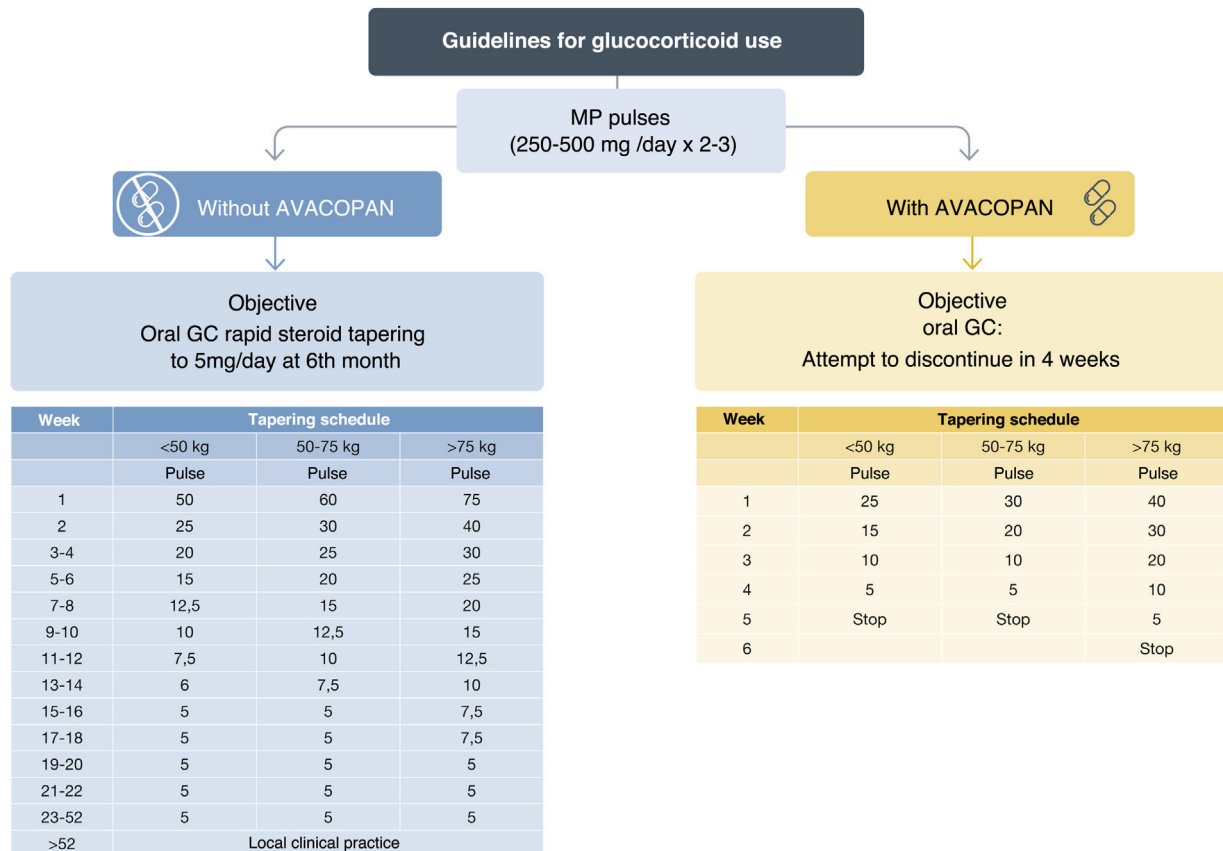 Guidelines for glucocorticoid use
MP pulses
(250-500 mg /day x 2-3)
Without AVACOPAN
Objective
Oral GC rapid steroid tapering
to 5mg/day at 6th month
Week Tapering schedule
<50 kg 50-75 kg >75 kg
Pulse Pulse Pulse
1 50 60 75
2 25 30 40
3-4 20 25 30
5-6 15 20 25
7-8 12,5 15 20
9-10 10 12,5 15
11-12 7,5 10 12,5
13-14 6 7,5 10
15-16 5 5 7,5
17-18 5 5 7,5
19-20 5 5 5
21-22 5 5 5
23-52 5 5 5
>52 Local clinical practice
With AVACOPAN
Objective
oral GC:
Attempt to discontinue in 4 weeks
Week Tapering schedule
<50 kg 50-75 kg >75 kg
Pulse Pulse Pulse
1 25 30 40
2 15 20 30
3 10 10 20
4 5 5 10
5 Stop Stop 5
6 Stop